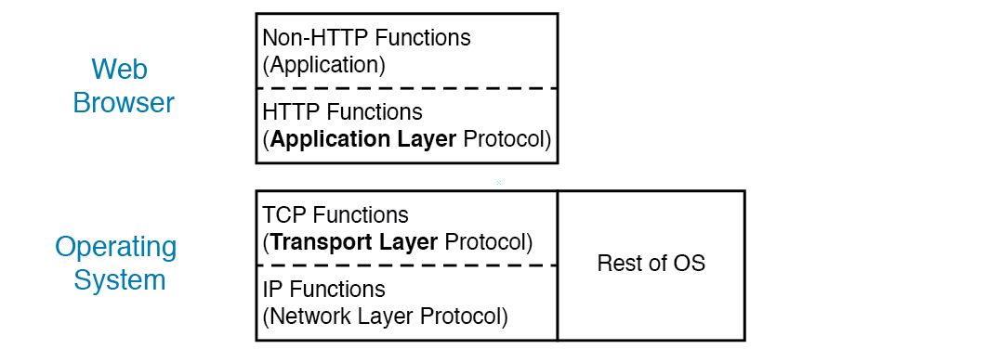 Web
Browser
Non-HTTP Functions
(Application)
HTTP Functions
(Application Layer Protocol)
Operating
System
TCP Functions
(Transport Layer Protocol)
IP Functions
(Network Layer Protocol)
Rest of OS